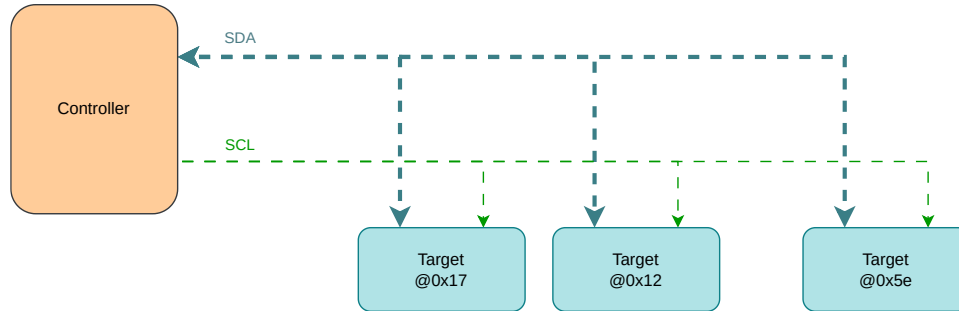 SDA
Controller
SCL
Target
@0x17
Target
@0x12
Target
@0x5e